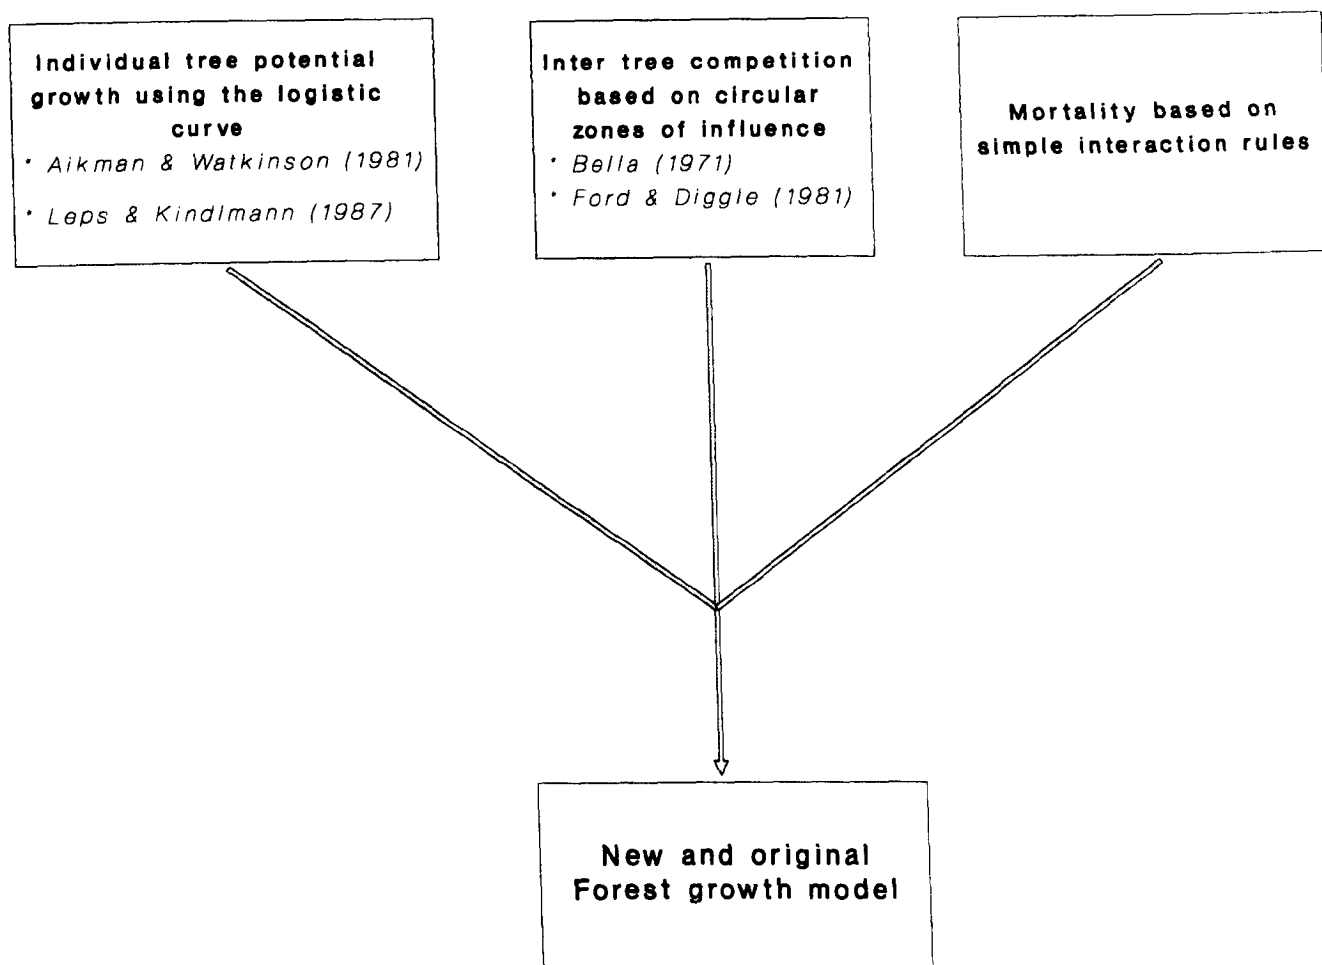 Individual tree potential
growth using the logistic
curve
· Aikman & Watkinson (1981)
· Leps & Kindlmann (1987)
Inter tree competition
based on circular
zones of influence
· Bella (1971)
· Ford & Diggle (1981)
Mortality based on
simple interaction rules
New and original
Forest growth model